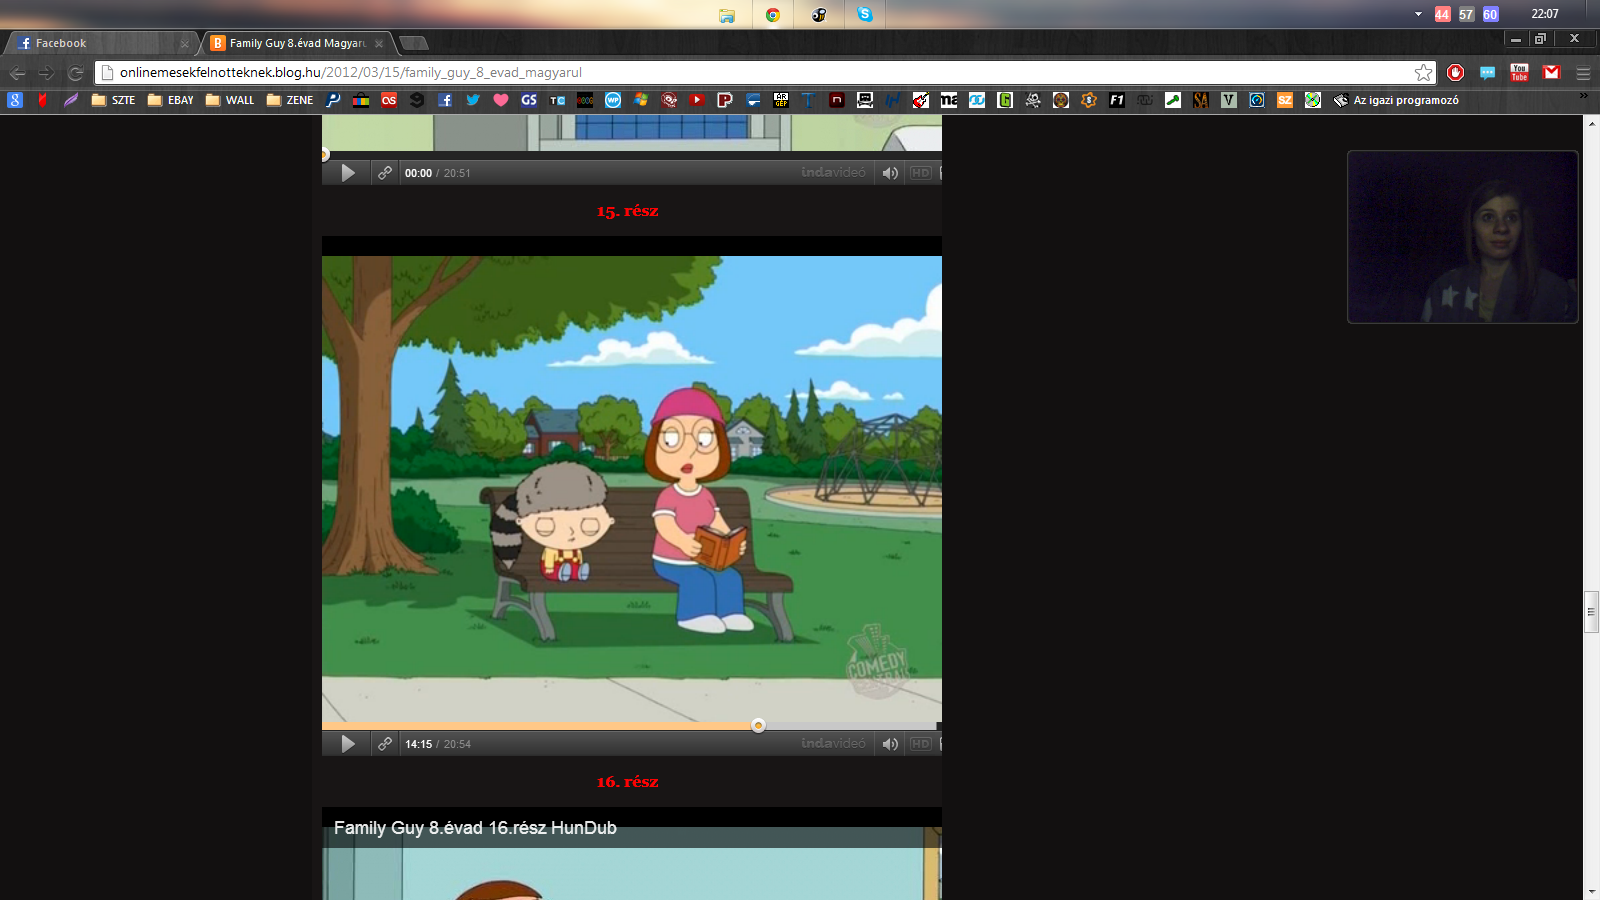 44 57 60 22:07
Facebook
Family Guy 8.évad Magyaru
onlinemesekfelnotteknek.blog.hu/2012/03/15/family_guy_8_evad_magyarul
You Tube
SZTE EBAY WALL ZENE
Az igazi programozó
00:00 / 20:51 indavideó HD
15. rész
COMEDY
14:15 / 20:54 indavideó HD
16. rész
Family Guy 8.évad 16.rész HunDub